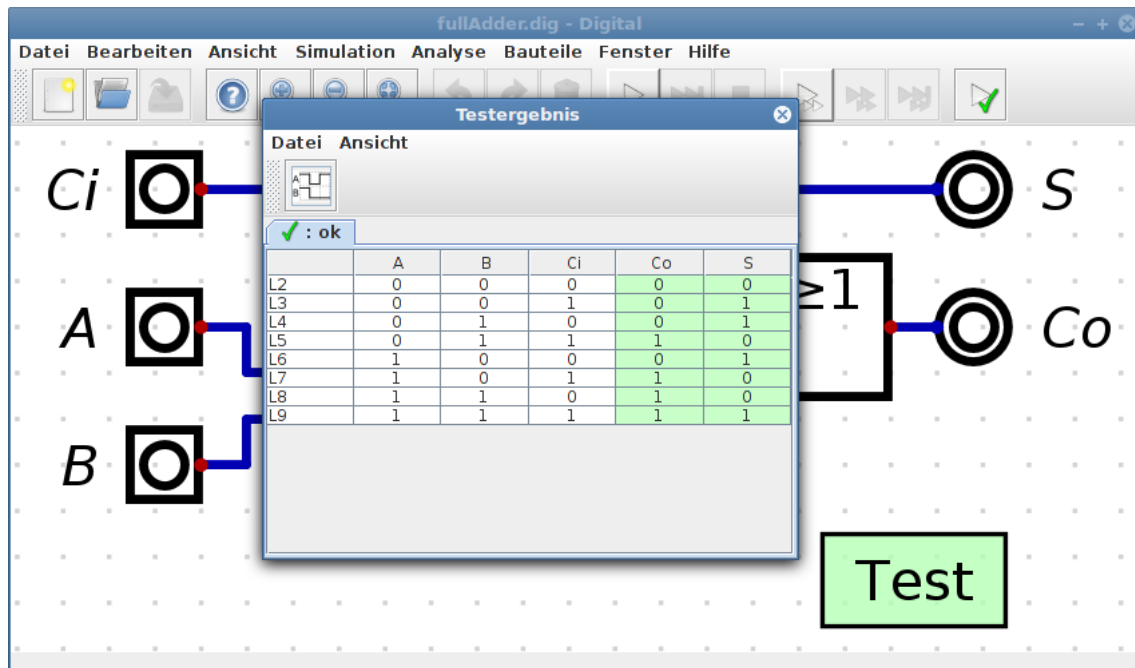 fullAdder.dig - Digital
Datei Bearbeiten Ansicht Simulation Analyse Bauteile Fenster Hilfe
Testergebnis
Datei Ansicht
A
B
: ok
A B Ci Co S
L2 0 0 0 0 0
L3 0 0 1 0 1
L4 0 1 0 0 1
L5 0 1 1 1 0
L6 1 0 0 0 1
L7 1 0 1 1 0
L8 1 1 0 1 0
L9 1 1 1 1 1
Ci
A
B
≥1
S
Co
Test